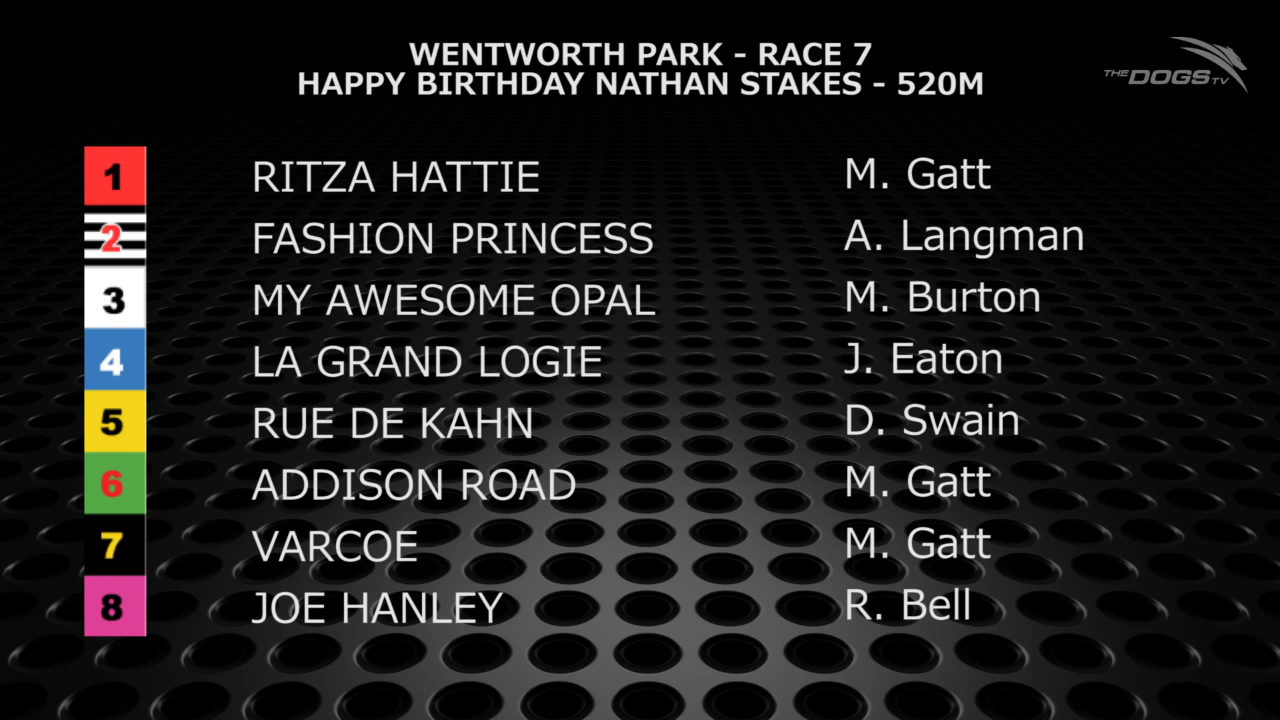 WENTWORTH PARK - RACE 7
HAPPY BIRTHDAY NATHAN STAKES - 520M
THE DOGS TV
1 RITZA HATTIE M. Gatt
2 FASHION PRINCESS A. Langman
3 MY AWESOME OPAL M. Burton
4 LA GRAND LOGIE J. Eaton
5 RUE DE KAHN D. Swain
6 ADDISON ROAD M. Gatt
7 VARCOE M. Gatt
8 JOE HANLEY R. Bell